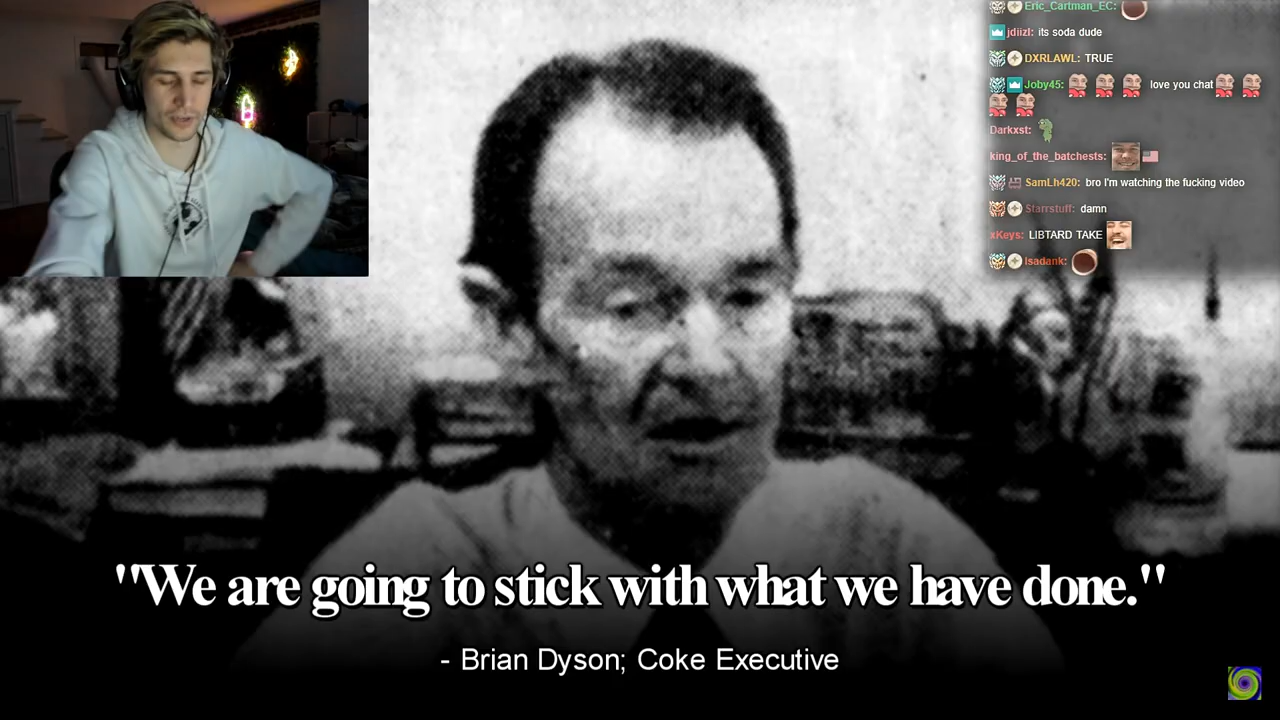 Eric_Cartman_EC:
jdiizl: its soda dude
DXRLAWL: TRUE
Joby45: love you chat
Darkxst:
king_of_the_batchests:
SamLh420: bro I'm watching the fucking video
Starrstuff: damn
xKeys: LIBTARD TAKE
Isadank:
"We are going to stick with what we have done."
- Brian Dyson; Coke Executive